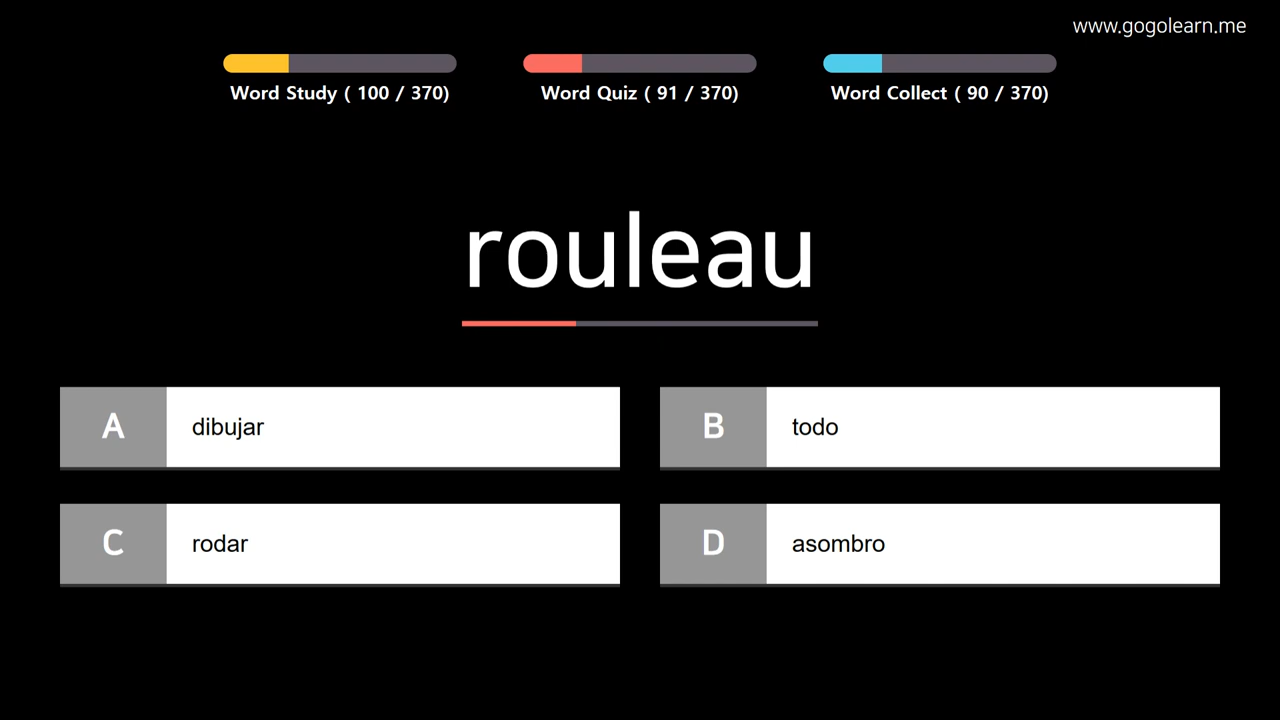 www.gogolearn.me
Word Study ( 100 / 370)
Word Quiz ( 91 / 370)
Word Collect ( 90 / 370)
rouleau
A dibujar
B todo
C rodar
D asombro